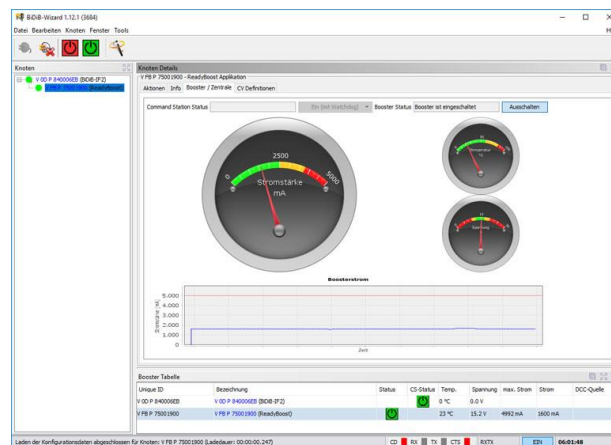 BiDiB-Wizard 1.12.1 (3684)
Datei Bearbeiten Knoten Fenster Tools
Knoten
V 0D P 840006EB (BiDiB-IF2)
V FB P 75001900 (ReadyBoost)
Knoten Details
V FB P 75001900 - ReadyBoost Applikation
Aktionen Info Booster / Zentrale CV Definitionen
Command Station Status Ein (mit Watchdog) Booster Status Booster ist eingeschaltet Ausschalten
0 2500 5000
Stromstärke
mA
Temperatur
°C
Spannung
Boosterstrom
Stromstärke [mA]
5.000
4.000
3.000
2.000
1.000
0
Zeit
Booster Tabelle
Unique ID Bezeichnung Status CS-Status Temp. Spannung max. Strom Strom DCC-Quelle
V 0D P 840006EB V 0D P 840006EB (BiDiB-IF2) 0 °C 0.0 V
V FB P 75001900 V FB P 75001900 (ReadyBoost) 23 °C 15.2 V 4992 mA 1600 mA
Laden der Konfigurationsdaten abgeschlossen für Knoten: V FB P 75001900 (Ladedauer: 00:00:00.247) CD RX TX CTS RXTX EIN 06:01:48